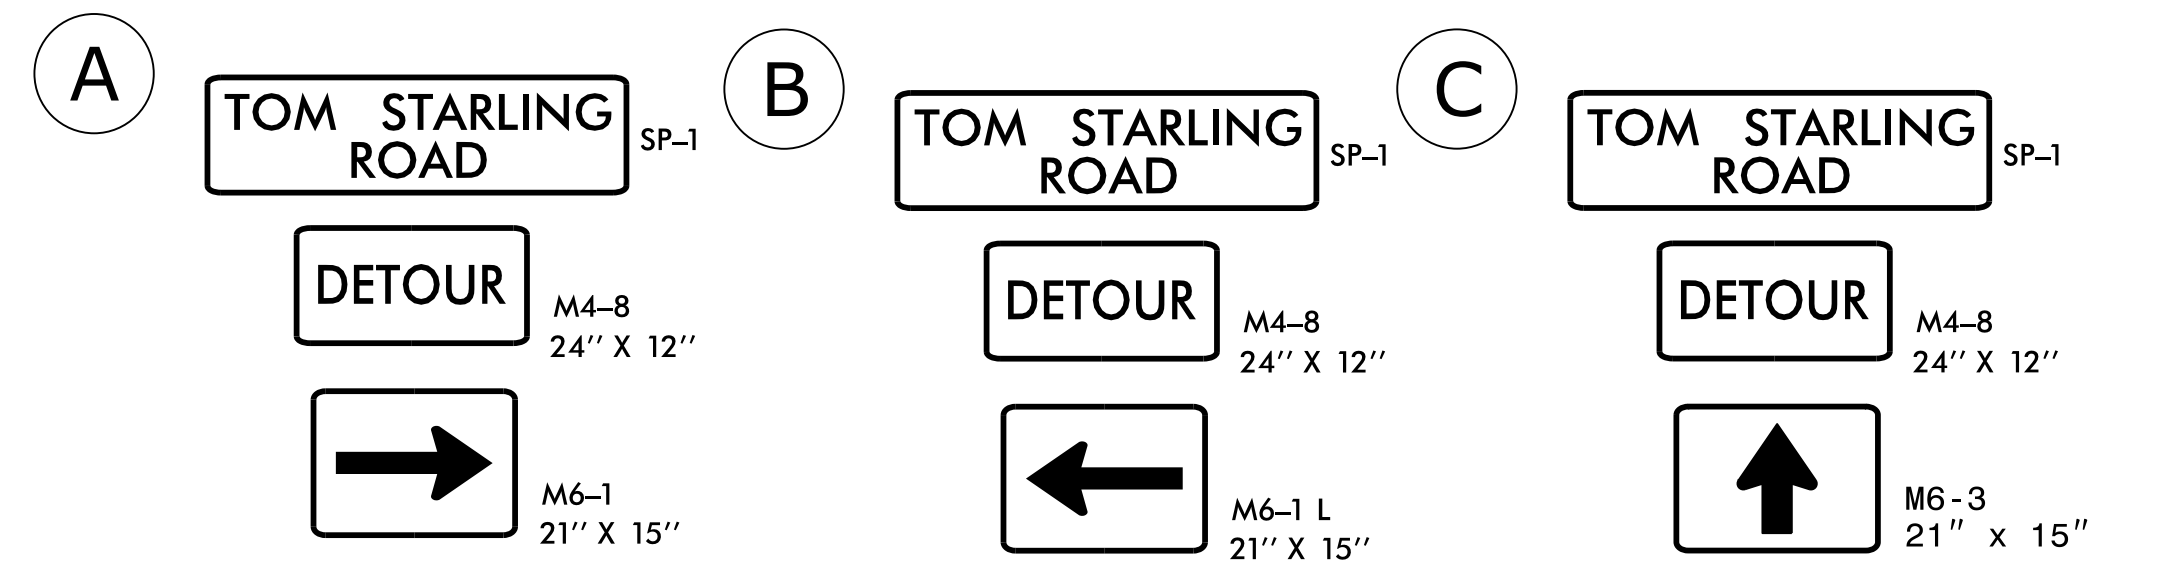 A
TOM STARLING
ROAD
SP–1
DETOUR
M4–8
24″ X 12″
M6–1
21″ X 15″
B
TOM STARLING
ROAD
SP–1
DETOUR
M4–8
24″ X 12″
M6–1 L
21″ X 15″
C
TOM STARLING
ROAD
SP–1
DETOUR
M4–8
24″ X 12″
M6-3
21" x 15"